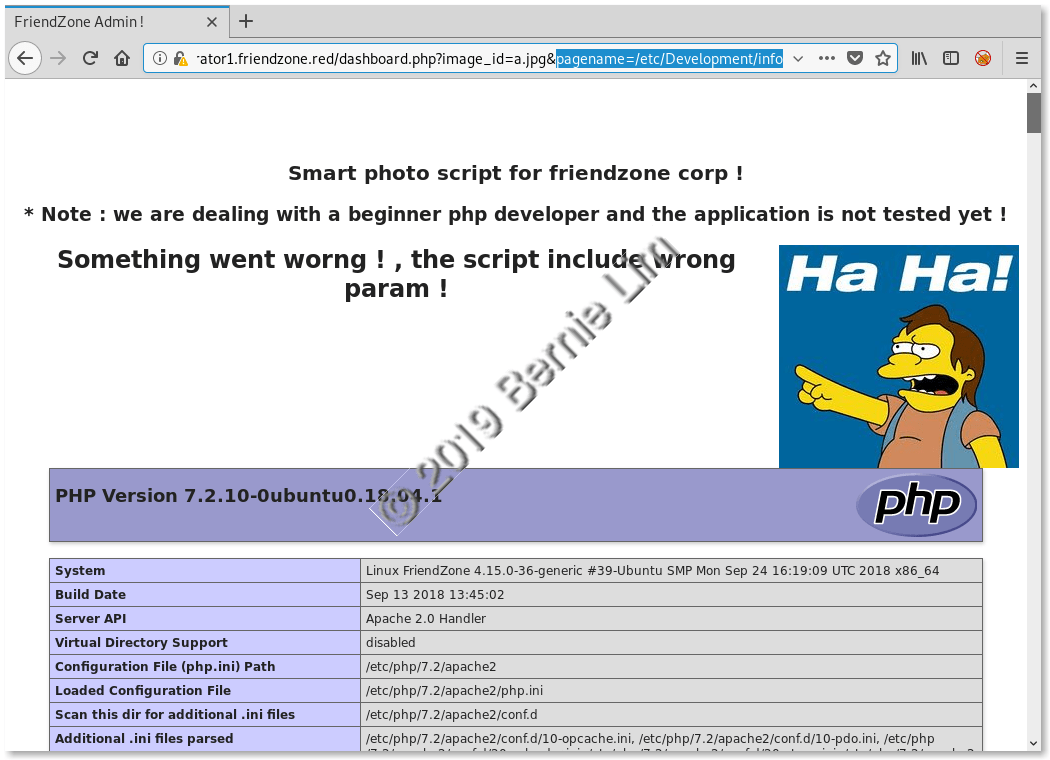 FriendZone Admin !
rator1.friendzone.red/dashboard.php?image_id=a.jpg&pagename=/etc/Development/info
Smart photo script for friendzone corp !
* Note : we are dealing with a beginner php developer and the application is not tested yet !
Something went worng ! , the script include wrong
param !
Ha Ha!
© 2019 Bernie Lim
PHP Version 7.2.10-0ubuntu0.18.04.1
php
System Linux FriendZone 4.15.0-36-generic #39-Ubuntu SMP Mon Sep 24 16:19:09 UTC 2018 x86_64
Build Date Sep 13 2018 13:45:02
Server API Apache 2.0 Handler
Virtual Directory Support disabled
Configuration File (php.ini) Path /etc/php/7.2/apache2
Loaded Configuration File /etc/php/7.2/apache2/php.ini
Scan this dir for additional .ini files /etc/php/7.2/apache2/conf.d
Additional .ini files parsed /etc/php/7.2/apache2/conf.d/10-opcache.ini, /etc/php/7.2/apache2/conf.d/10-pdo.ini, /etc/php